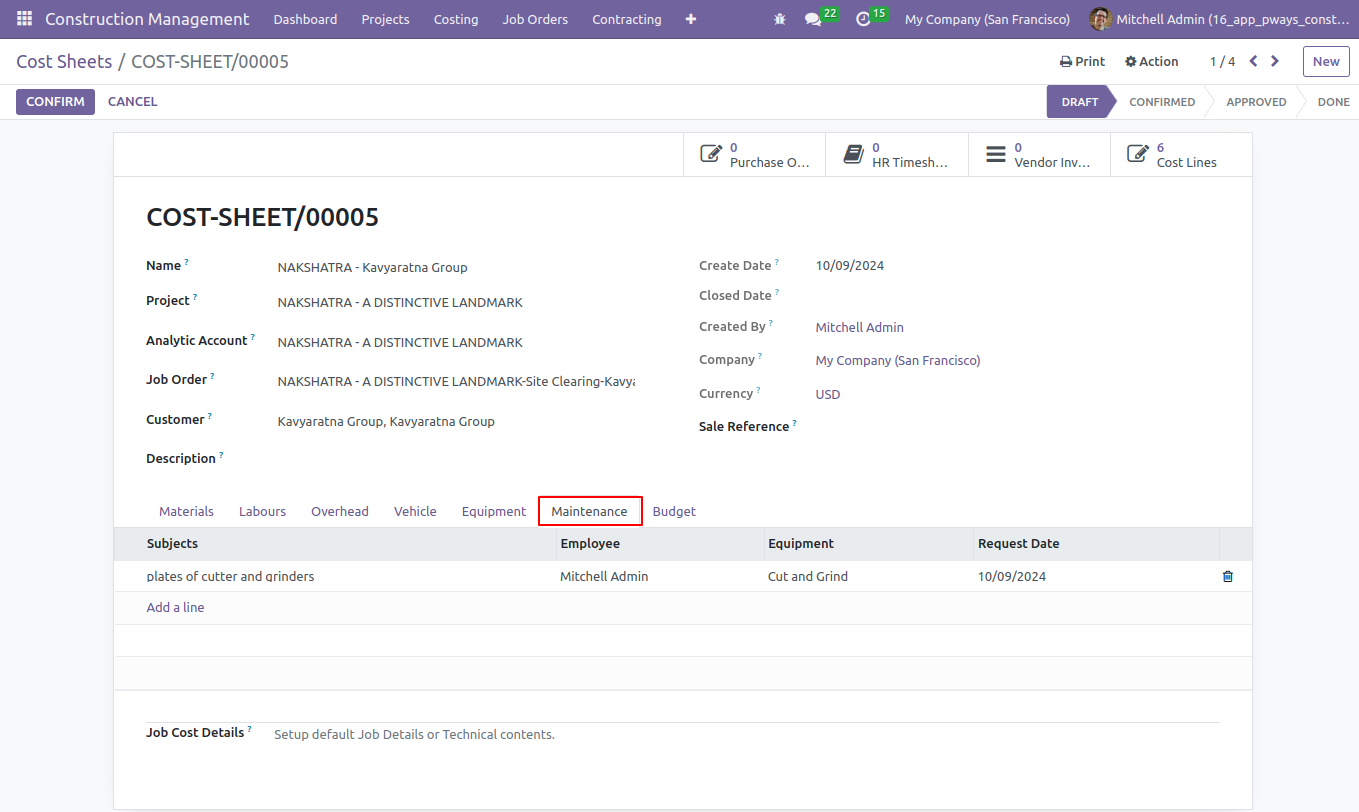 Construction Management Dashboard Projects Costing Job Orders Contracting + 22 15 My Company (San Francisco) Mitchell Admin (16_app_pways_const...
Cost Sheets / COST-SHEET/00005 Print Action 1 / 4 New
CONFIRM CANCEL DRAFT CONFIRMED APPROVED DONE
0 Purchase O...
0 HR Timesh...
0 Vendor Inv...
6 Cost Lines
COST-SHEET/00005
Name ? NAKSHATRA - Kavyaratna Group
Project ? NAKSHATRA - A DISTINCTIVE LANDMARK
Analytic Account ? NAKSHATRA - A DISTINCTIVE LANDMARK
Job Order ? NAKSHATRA - A DISTINCTIVE LANDMARK-Site Clearing-Kavya
Customer ? Kavyaratna Group, Kavyaratna Group
Description ?
Create Date ? 10/09/2024
Closed Date ?
Created By ? Mitchell Admin
Company ? My Company (San Francisco)
Currency ? USD
Sale Reference ?
Materials Labours Overhead Vehicle Equipment Maintenance Budget
Subjects Employee Equipment Request Date
plates of cutter and grinders Mitchell Admin Cut and Grind 10/09/2024
Add a line
Job Cost Details ? Setup default Job Details or Technical contents.